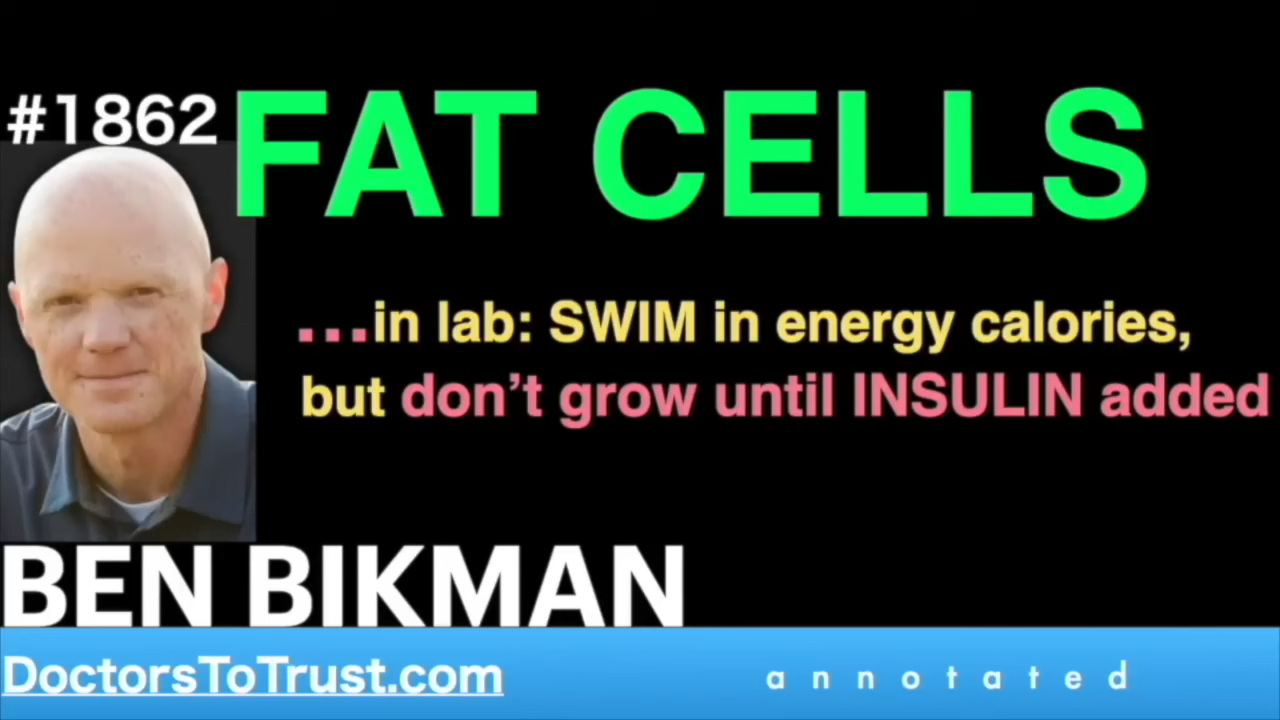 #1862
FAT CELLS
...in lab: SWIM in energy calories,
but don’t grow until INSULIN added
BEN BIKMAN
DoctorsToTrust.com
annotated